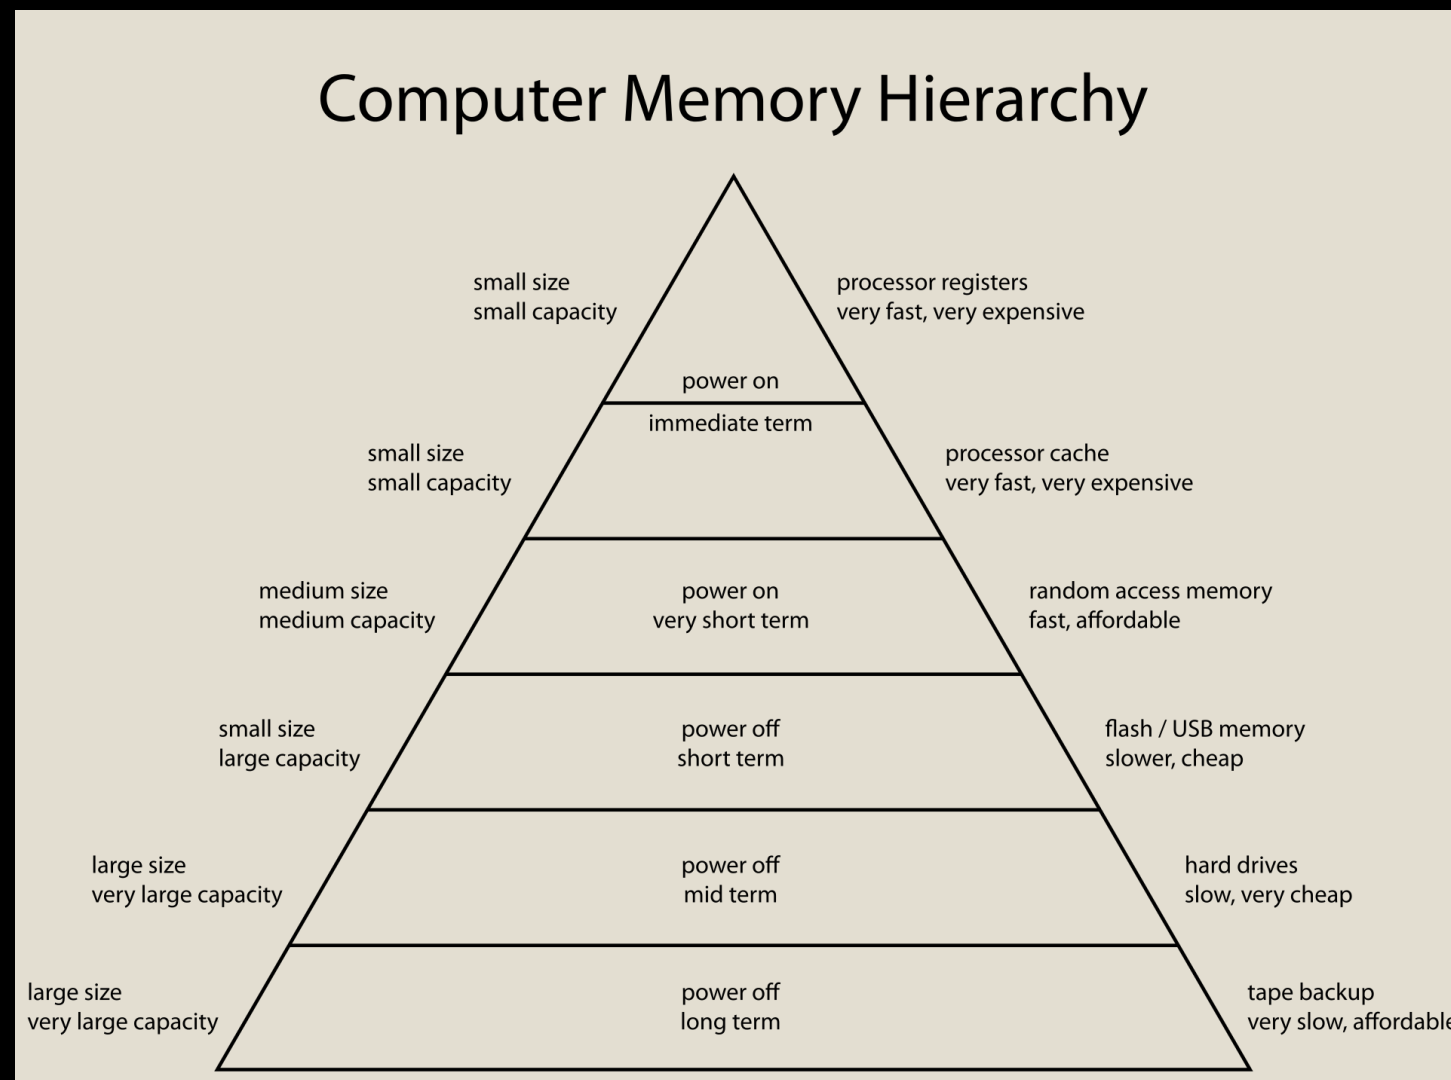 Computer Memory Hierarchy
small size
small capacity
processor registers
very fast, very expensive
power on
immediate term
small size
small capacity
processor cache
very fast, very expensive
medium size
medium capacity
power on
very short term
random access memory
fast, affordable
small size
large capacity
power off
short term
flash / USB memory
slower, cheap
large size
very large capacity
power off
mid term
hard drives
slow, very cheap
large size
very large capacity
power off
long term
tape backup
very slow, affordable